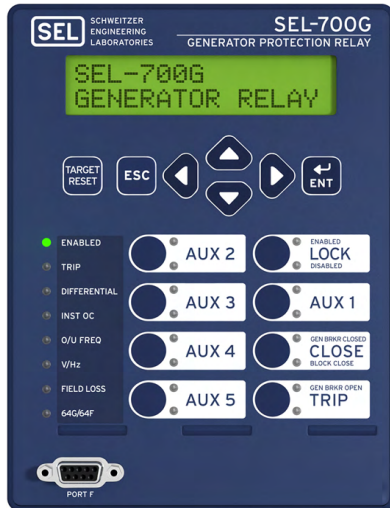 SEL
SCHWEITZER
ENGINEERING
LABORATORIES
SEL-700G
GENERATOR PROTECTION RELAY
SEL-700G
GENERATOR RELAY
TARGET
RESET
ESC
ENT
ENABLED
TRIP
DIFFERENTIAL
INST OC
O/U FREQ
V/Hz
FIELD LOSS
64G/64F
AUX 2
ENABLED
LOCK
DISABLED
AUX 3
AUX 1
AUX 4
GEN BRKR CLOSED
CLOSE
BLOCK CLOSE
AUX 5
GEN BRKR OPEN
TRIP
PORT F